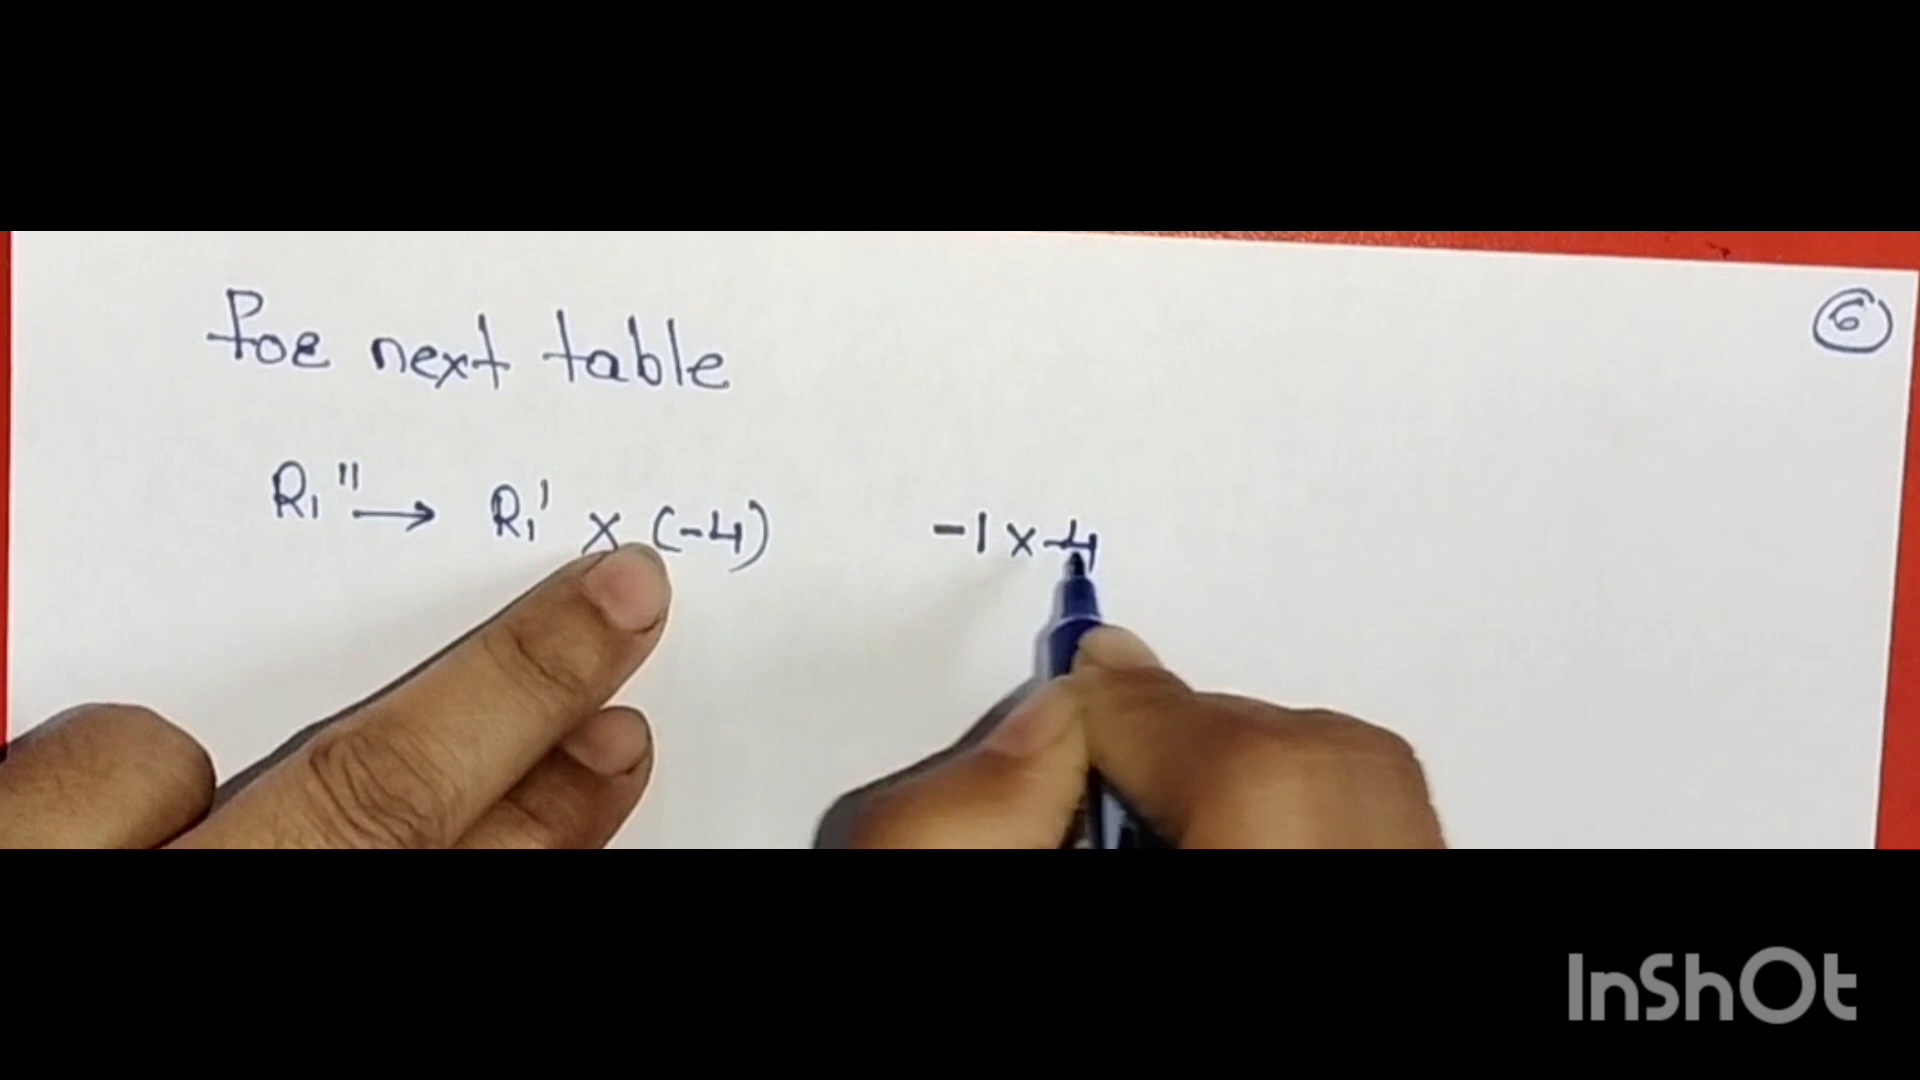 6
foe next table
R₁'' → R₁' × (-4) -1 × -4
InShOt